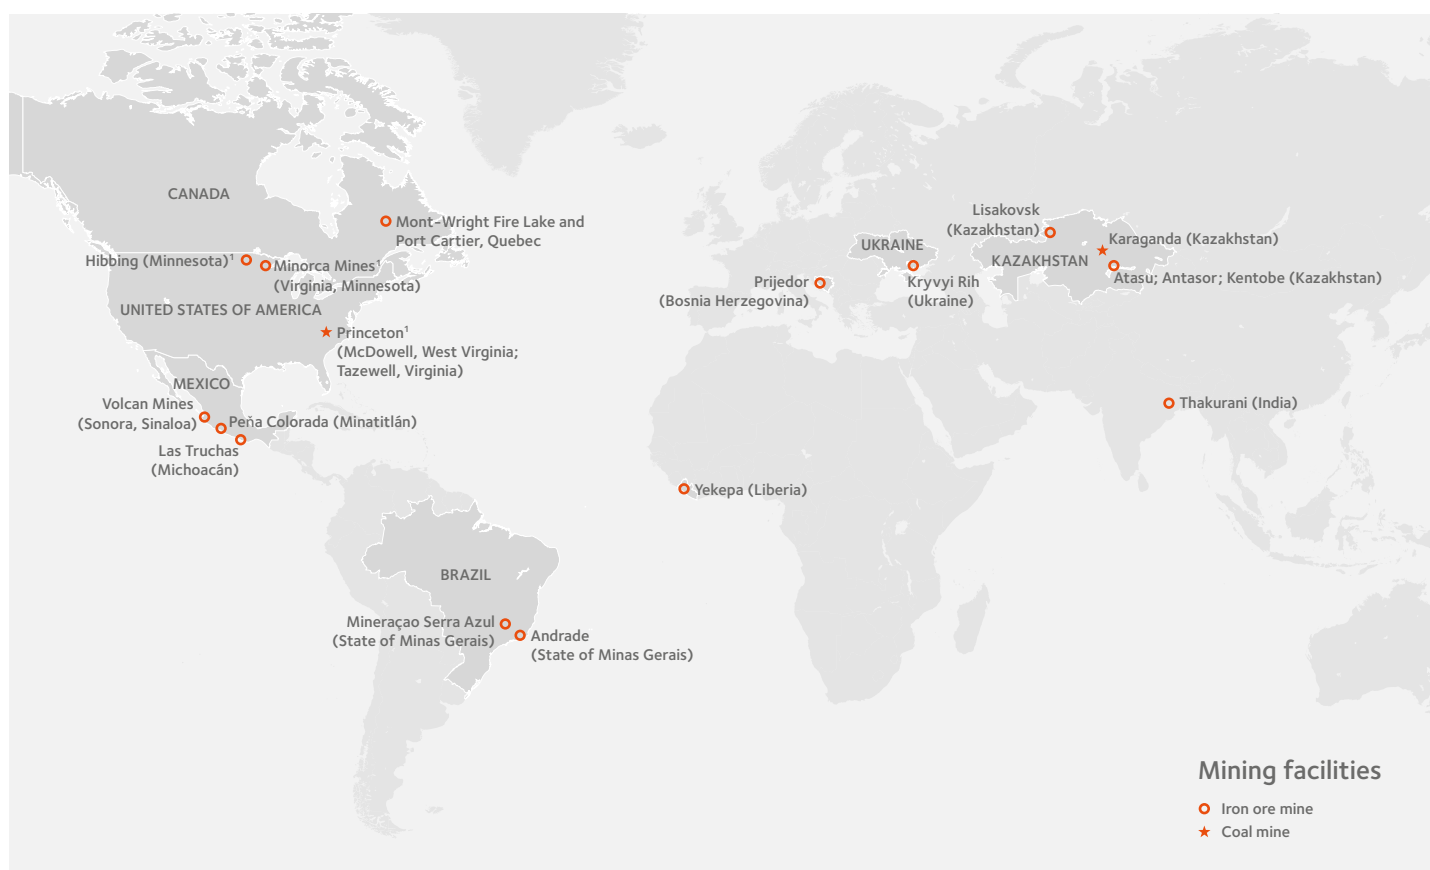 CANADA
Mont-Wright Fire Lake and
Port Cartier, Quebec
Hibbing (Minnesota)¹
Minorca Mines¹
(Virginia, Minnesota)
UNITED STATES OF AMERICA
Princeton¹
(McDowell, West Virginia;
Tazewell, Virginia)
MEXICO
Volcan Mines
(Sonora, Sinaloa)
Peňa Colorada (Minatitlán)
Las Truchas
(Michoacán)
BRAZIL
Mineraçao Serra Azul
(State of Minas Gerais)
Andrade
(State of Minas Gerais)
Yekepa (Liberia)
Prijedor
(Bosnia Herzegovina)
UKRAINE
Kryvyi Rih
(Ukraine)
Lisakovsk
(Kazakhstan)
KAZAKHSTAN
Karaganda (Kazakhstan)
Atasu; Antasor; Kentobe (Kazakhstan)
Thakurani (India)
Mining facilities
Iron ore mine
Coal mine